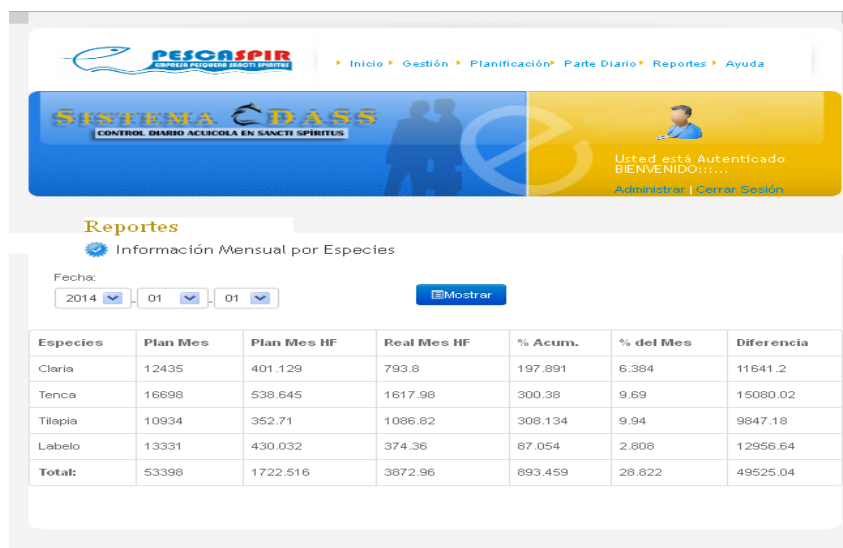 PESCASPIR
EMPRESA PESQUERA SANCTI SPIRITUS
Inicio Gestión Planificación Parte Diario Reportes Ayuda
SISTEMA CDASS
CONTROL DIARIO ACUICOLA EN SANCTI SPÍRITUS
Usted está Autenticado
BIENVENIDO:::...
Administrar | Cerrar Sesión
Reportes
Información Mensual por Especies
Fecha:
2014 - 01 - 01 Mostrar
Especies Plan Mes Plan Mes HF Real Mes HF % Acum. % del Mes Diferencia
Claria 12435 401.129 793.8 197.891 6.384 11641.2
Tenca 16698 538.645 1617.98 300.38 9.69 15080.02
Tilapia 10934 352.71 1086.82 308.134 9.94 9847.18
Labelo 13331 430.032 374.36 87.054 2.808 12956.64
Total: 53398 1722.516 3872.96 893.459 28.822 49525.04